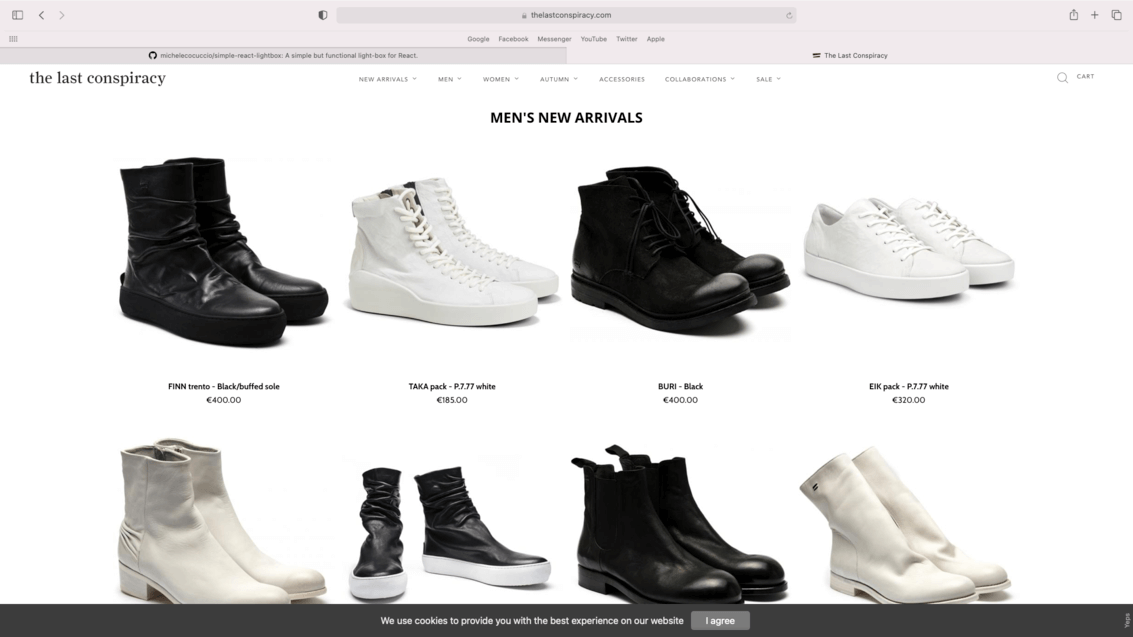 thelastconspiracy.com
Google Facebook Messenger YouTube Twitter Apple
michelecocuccio/simple-react-lightbox: A simple but functional light-box for React.
The Last Conspiracy
the last conspiracy
NEW ARRIVALS MEN WOMEN AUTUMN ACCESSORIES COLLABORATIONS SALE
CART
MEN'S NEW ARRIVALS
FINN trento - Black/buffed sole
€400.00
TAKA pack - P.7.77 white
€185.00
BURI - Black
€400.00
EIK pack - P.7.77 white
€320.00
We use cookies to provide you with the best experience on our website
I agree